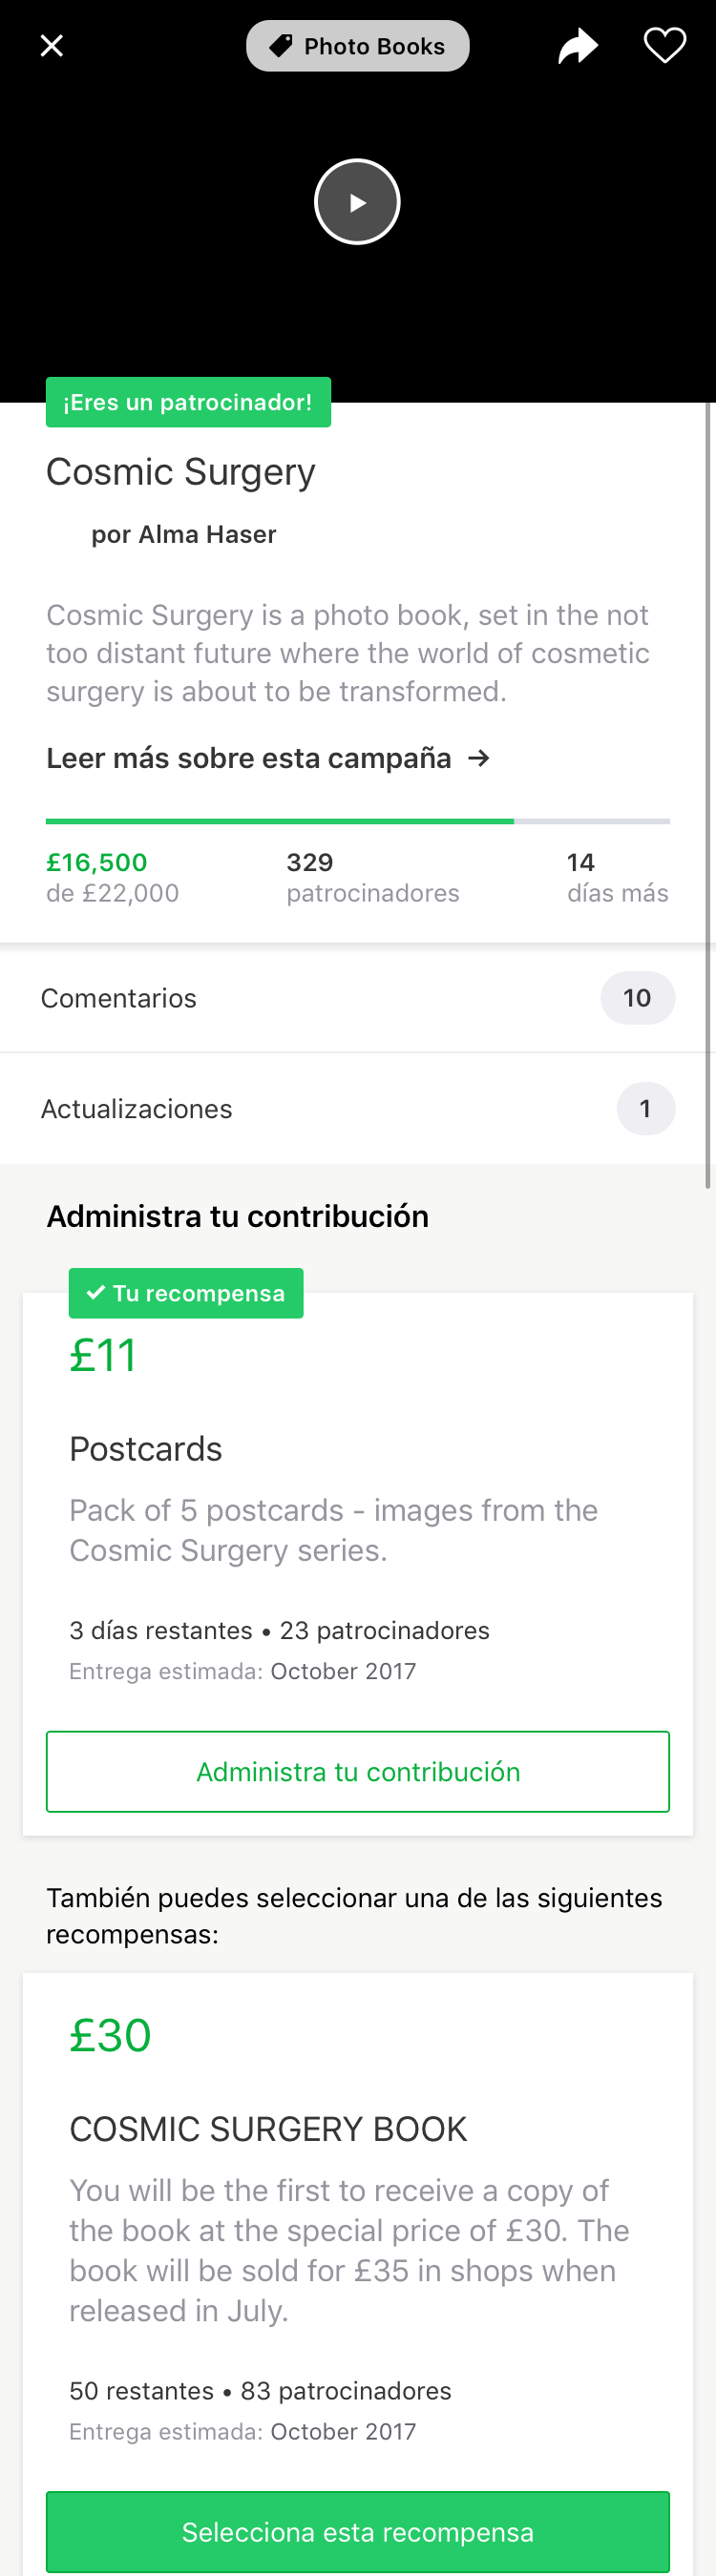 Photo Books
¡Eres un patrocinador!
Cosmic Surgery
por Alma Haser
Cosmic Surgery is a photo book, set in the not
too distant future where the world of cosmetic
surgery is about to be transformed.
Leer más sobre esta campaña →
£16,500
de £22,000
329
patrocinadores
14
días más
Comentarios
10
Actualizaciones
1
Administra tu contribución
✓ Tu recompensa
£11
Postcards
Pack of 5 postcards - images from the
Cosmic Surgery series.
3 días restantes • 23 patrocinadores
Entrega estimada: October 2017
Administra tu contribución
También puedes seleccionar una de las siguientes
recompensas:
£30
COSMIC SURGERY BOOK
You will be the first to receive a copy of
the book at the special price of £30. The
book will be sold for £35 in shops when
released in July.
50 restantes • 83 patrocinadores
Entrega estimada: October 2017
Selecciona esta recompensa